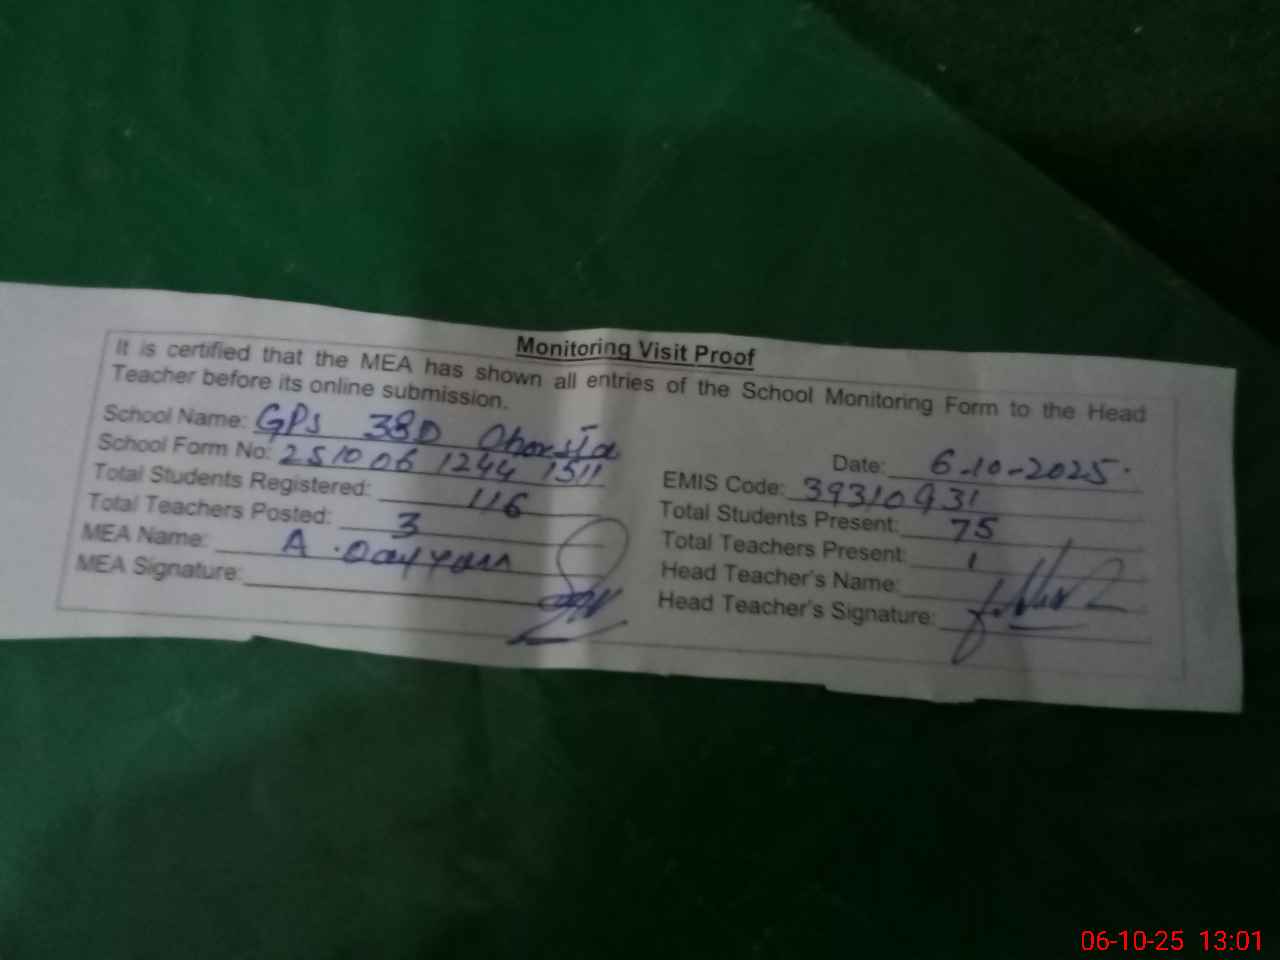 Monitoring Visit Proof
It is certified that the MEA has shown all entries of the School Monitoring Form to the Head
Teacher before its online submission.
School Name: GPS 38D
Date: 6-10-2025.
School Form No: 2510061244 1511
EMIS Code: 39310931
Total Students Registered: 116
Total Students Present: 75
Total Teachers Posted: 3
Total Teachers Present: 1
MEA Name: A. Qayyum
Head Teacher's Name:
MEA Signature:
Head Teacher's Signature:
06-10-25 13:01